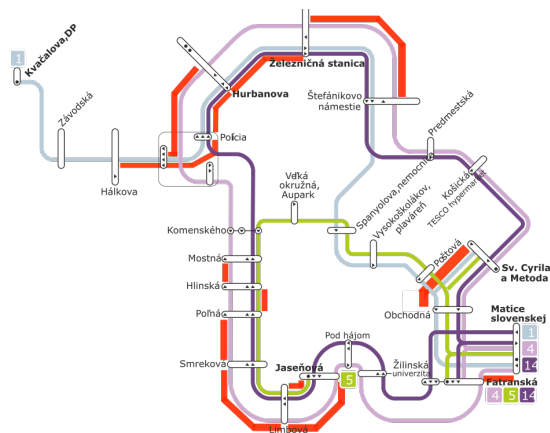 1
Kvačalova,DP
Závodská
Hálkova
Hurbanova
Železničná stanica
Štefánikovo
námestie
Predmestská
Polícia
Košická
TESCO hypermarket
Spanyolova nemocnica
Veľká
okružná,
Aupark
Vysokoškolákov,
plaváreň
Komenského
Mostná
Poštová
Sv. Cyrila
a Metoda
Hlinská
Obchodná
Matice
slovenskej
Poľná
1
Pod hájom
4
Smrekova
Jaseňová
Žilinská
univerzita
14
5
Fatranská
4 5 14
Limbová